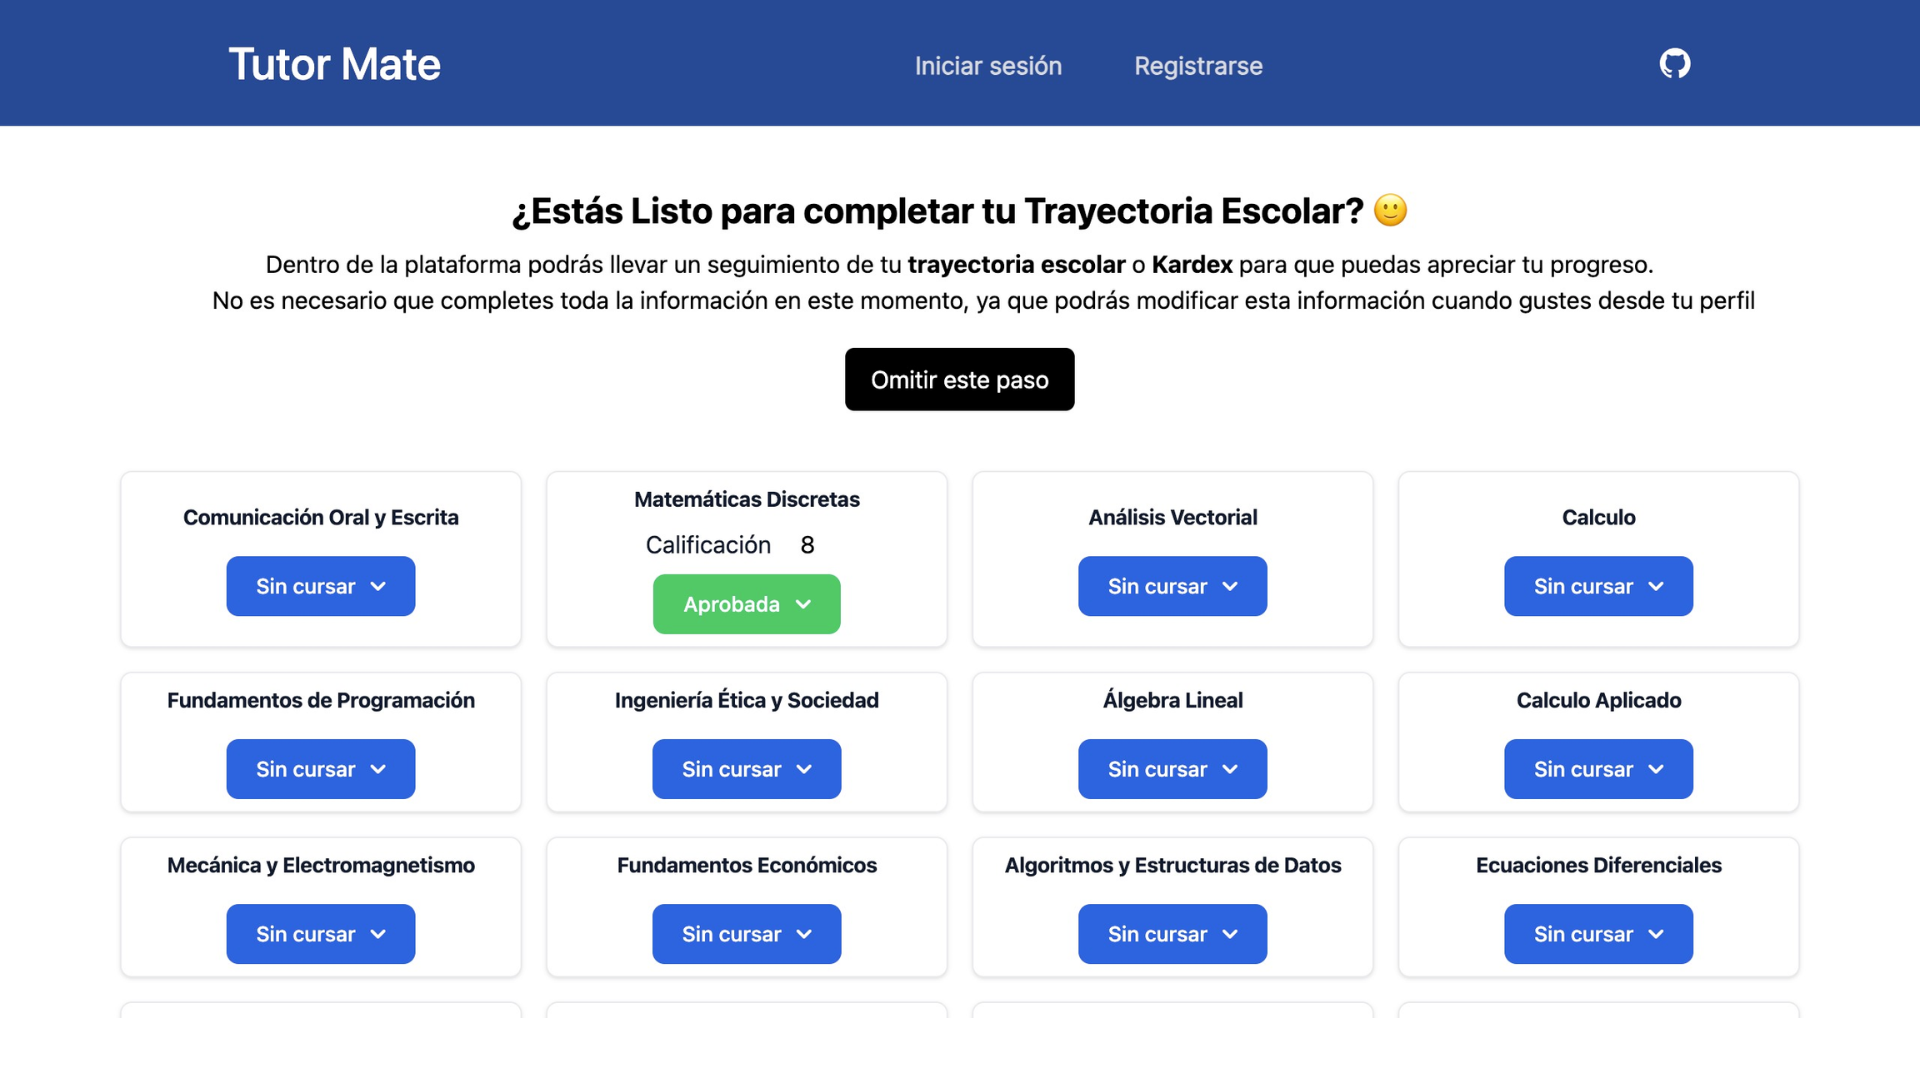 Tutor Mate
Iniciar sesión
Registrarse
¿Estás Listo para completar tu Trayectoria Escolar? 🙂
Dentro de la plataforma podrás llevar un seguimiento de tu trayectoria escolar o Kardex para que puedas apreciar tu progreso.
No es necesario que completes toda la información en este momento, ya que podrás modificar esta información cuando gustes desde tu perfil
Omitir este paso
Comunicación Oral y Escrita
Sin cursar
Matemáticas Discretas
Calificación 8
Aprobada
Análisis Vectorial
Sin cursar
Calculo
Sin cursar
Fundamentos de Programación
Sin cursar
Ingeniería Ética y Sociedad
Sin cursar
Álgebra Lineal
Sin cursar
Calculo Aplicado
Sin cursar
Mecánica y Electromagnetismo
Sin cursar
Fundamentos Económicos
Sin cursar
Algoritmos y Estructuras de Datos
Sin cursar
Ecuaciones Diferenciales
Sin cursar